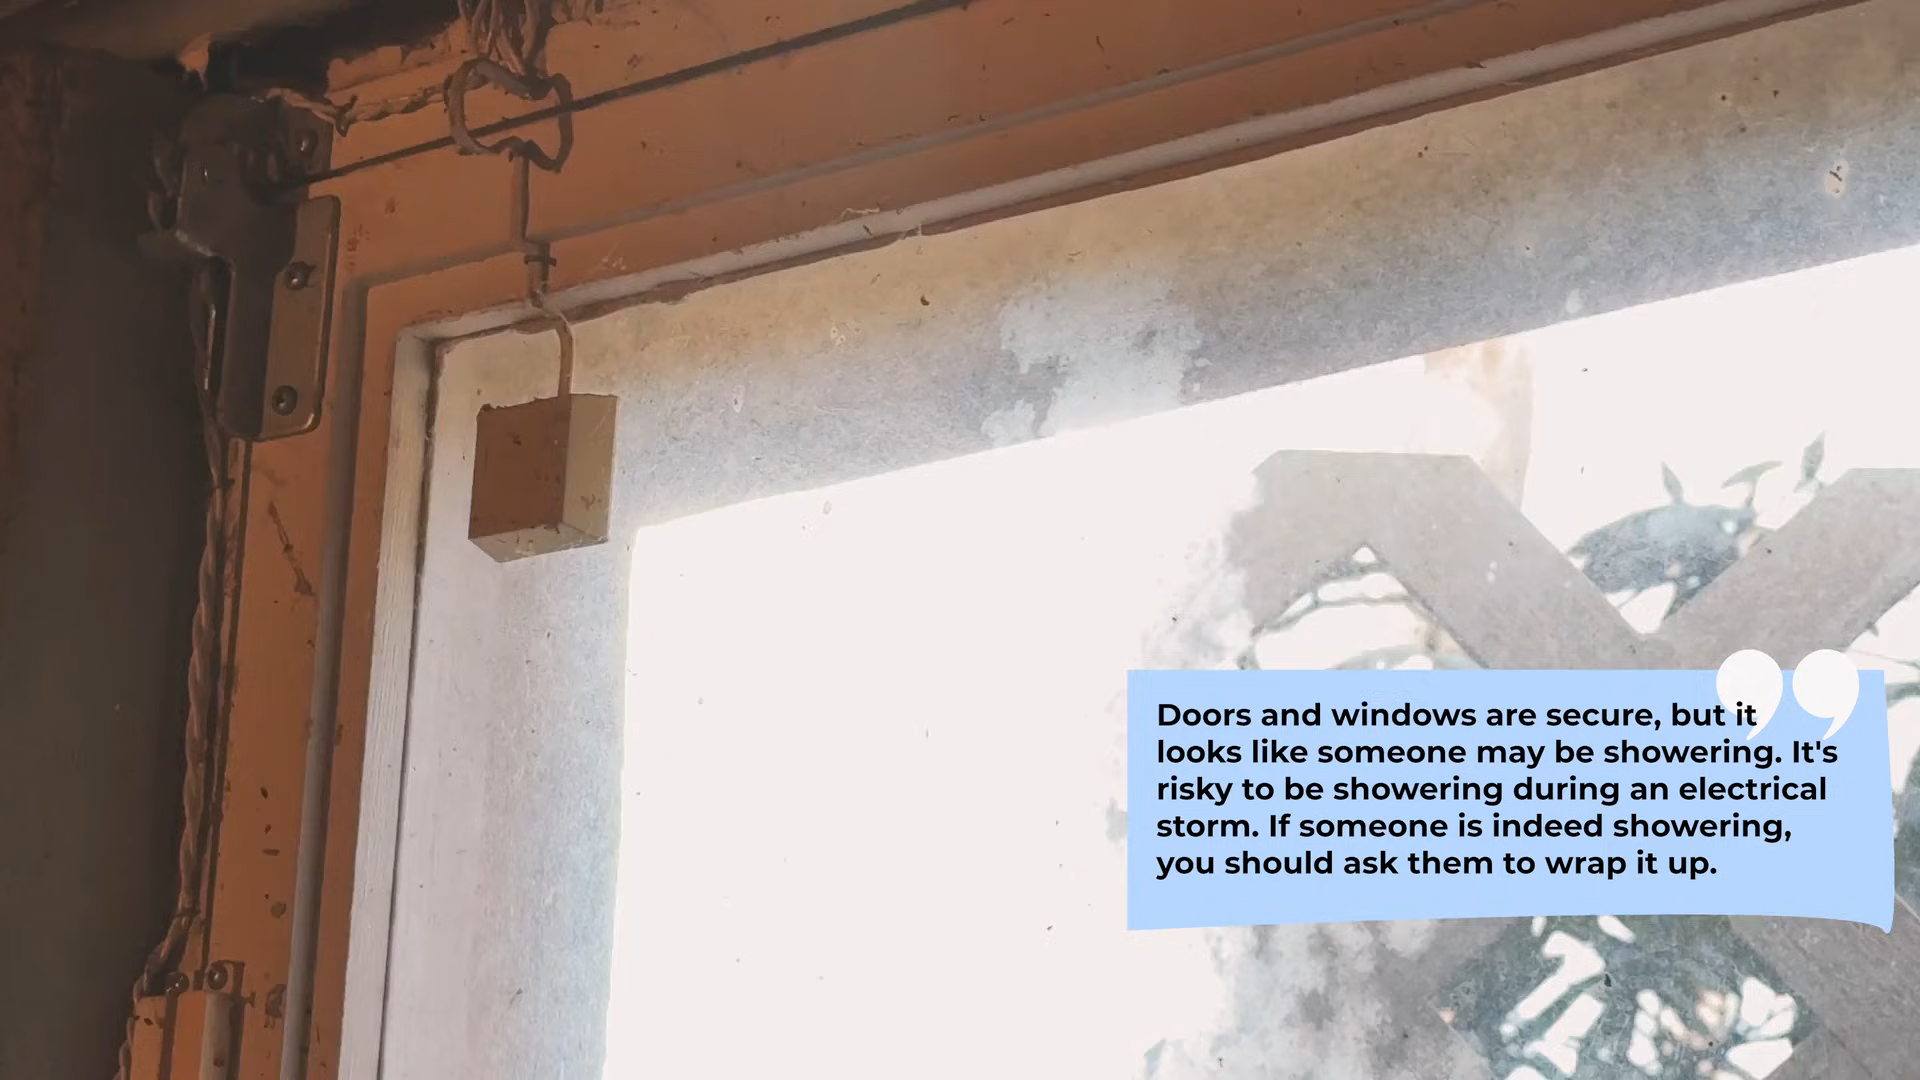 Doors and windows are secure, but it
looks like someone may be showering. It's
risky to be showering during an electrical
storm. If someone is indeed showering,
you should ask them to wrap it up.